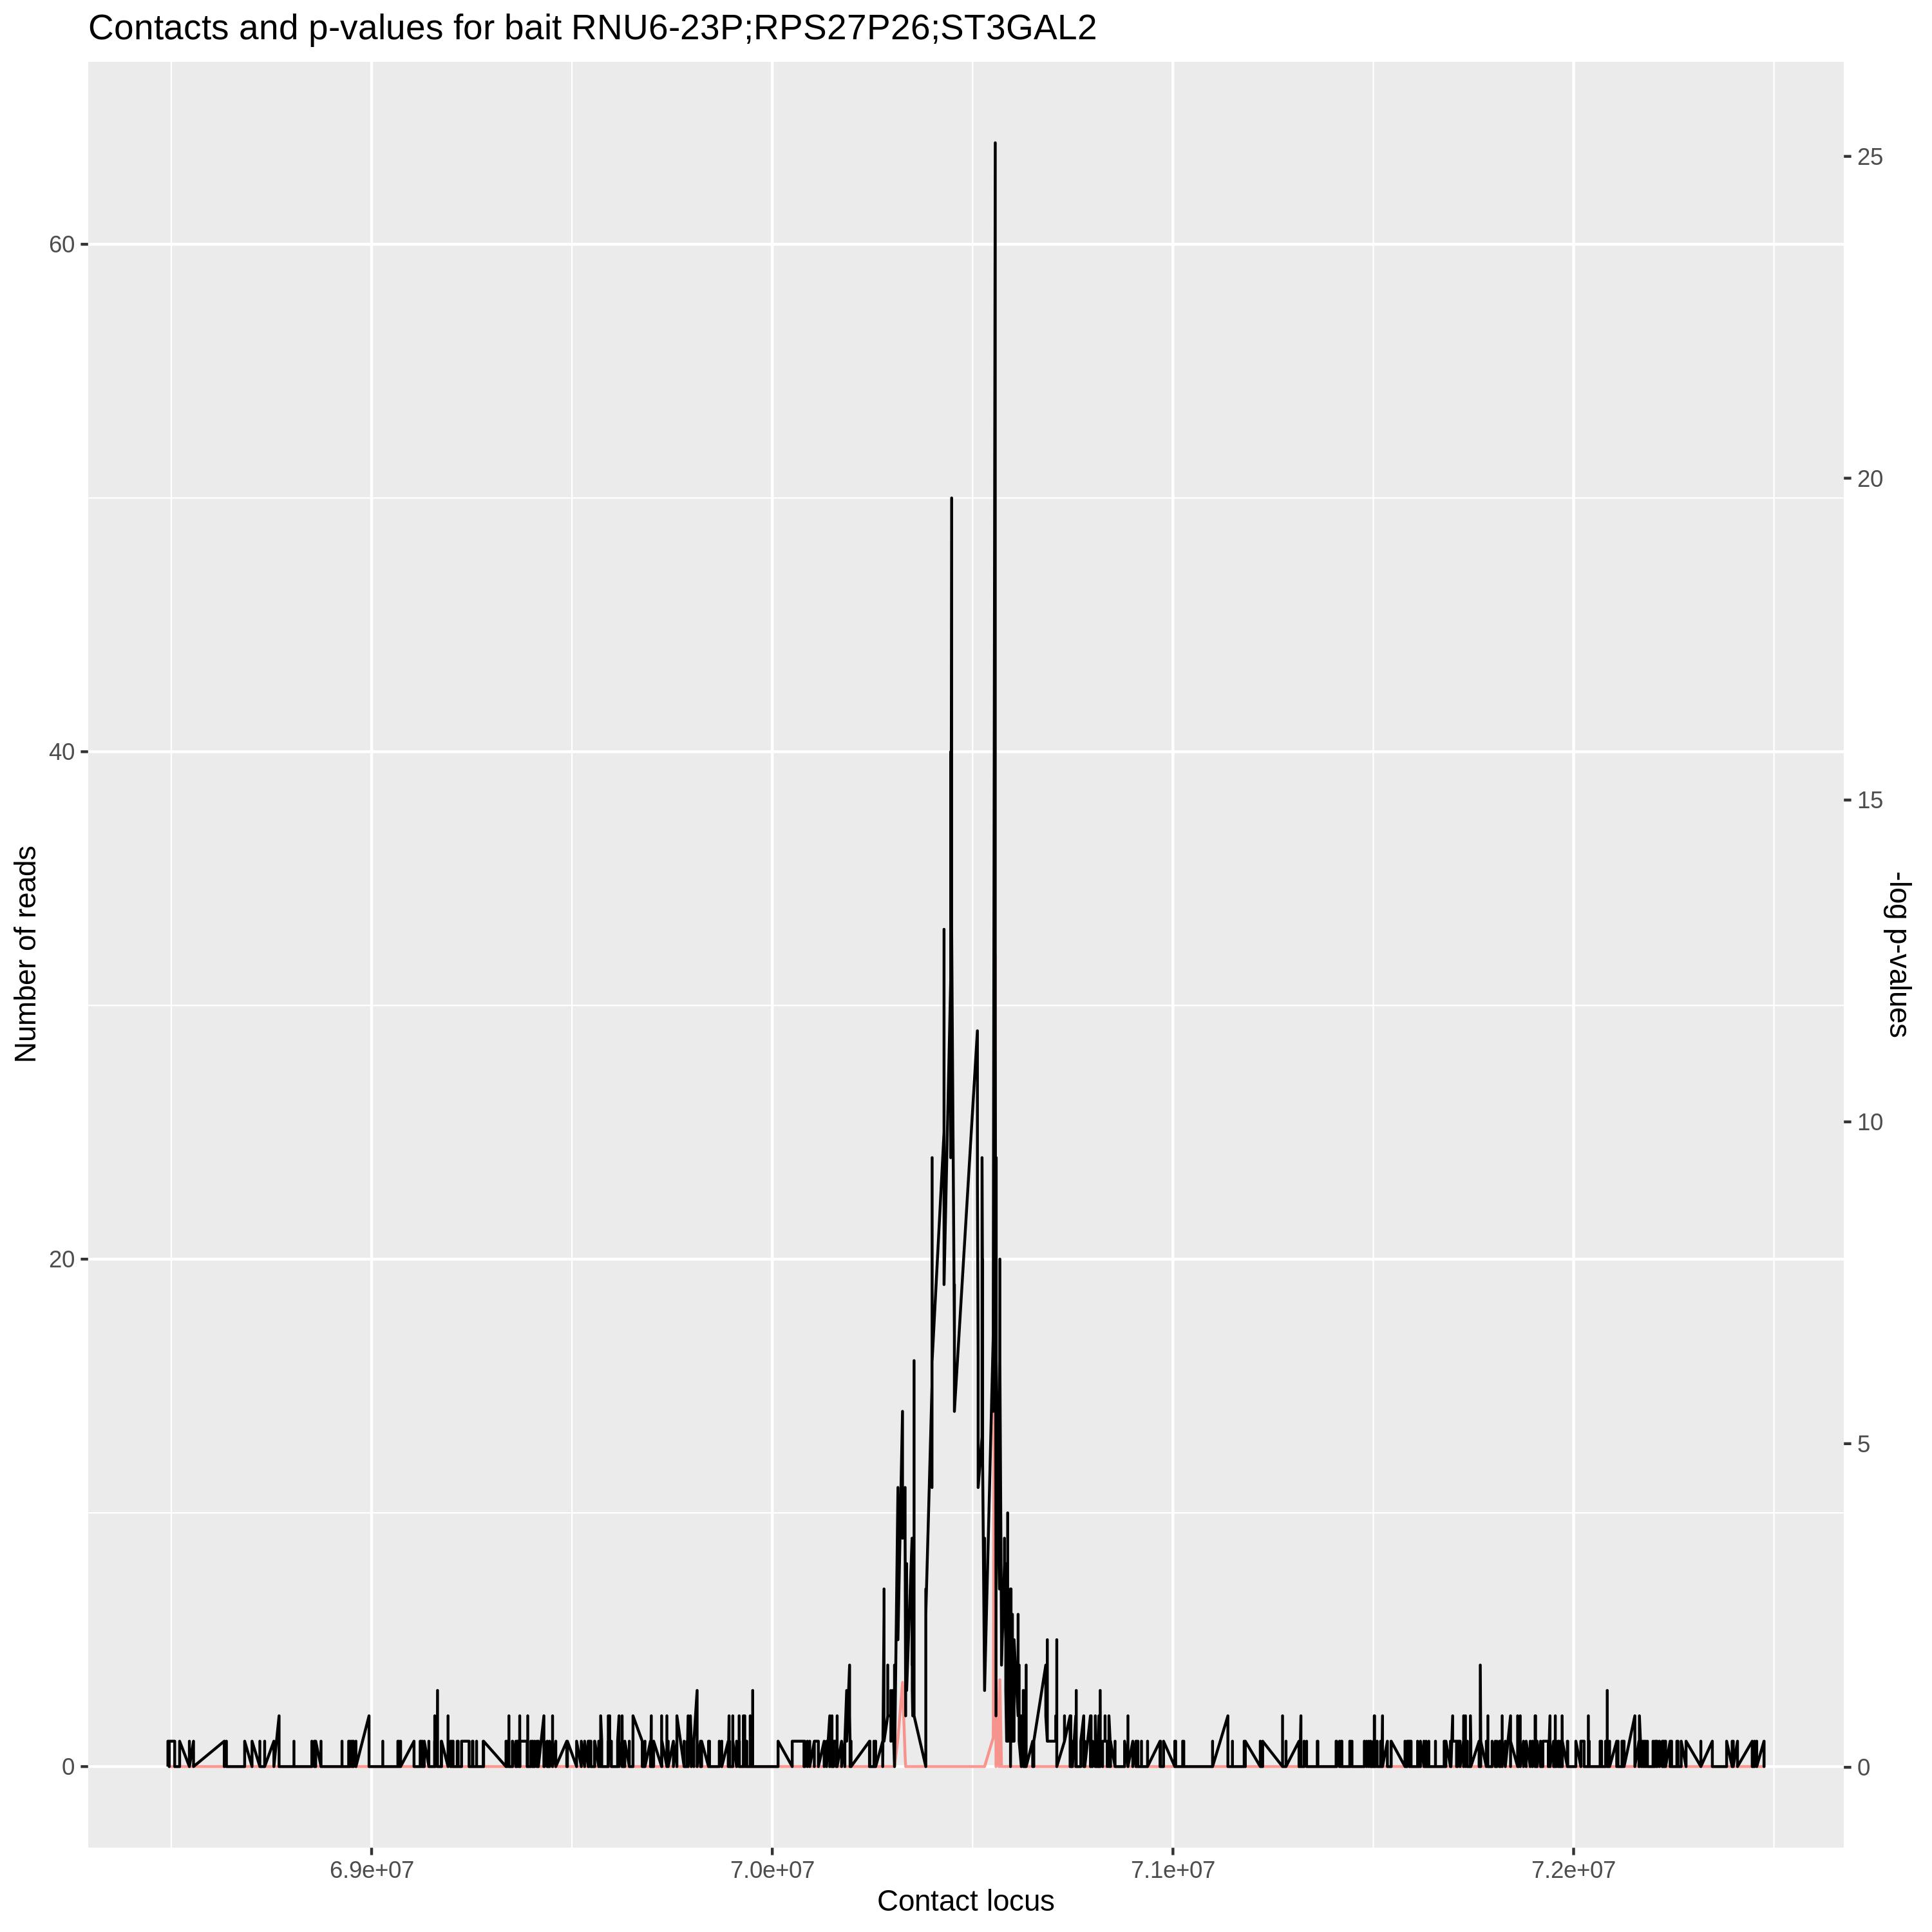 Contacts and p-values for bait RNU6-23P;RPS27P26;ST3GAL2
60
40
20
0
Number of reads
25
20
15
10
5
0
-log p-values
6.9e+07
7.0e+07
7.1e+07
7.2e+07
Contact locus